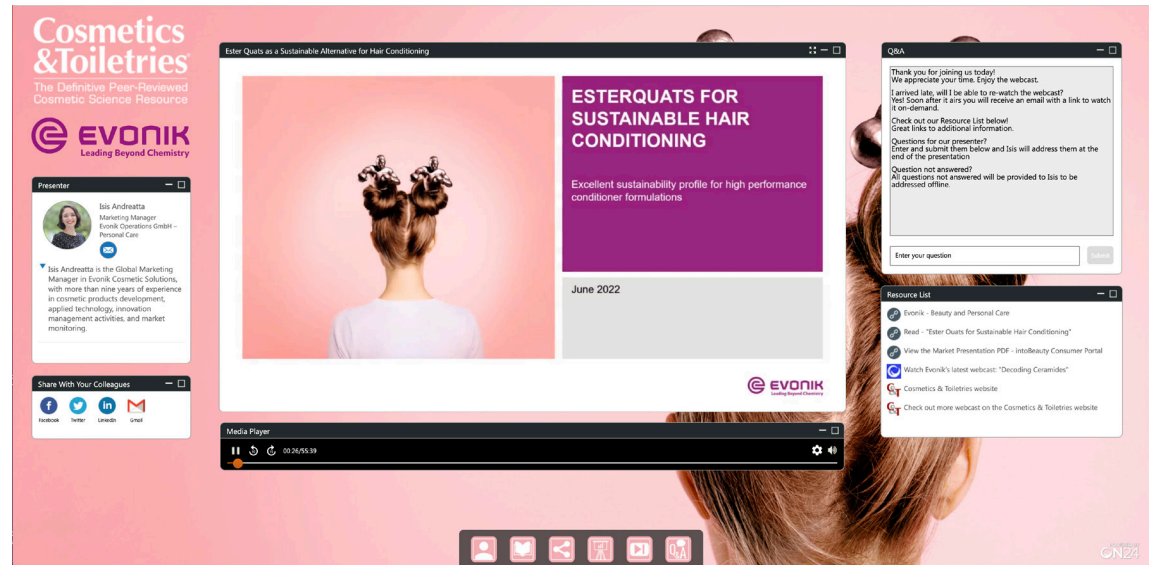 Cosmetics
&Toiletries
The Definitive Peer-Reviewed
Cosmetic Science Resource
EVONIK
Leading Beyond Chemistry
Presenter
Isis Andreatta
Marketing Manager
Evonik Operations GmbH –
Personal Care
Isis Andreatta is the Global Marketing
Manager in Evonik Cosmetic Solutions,
with more than nine years of experience
in cosmetic products development,
applied technology, innovation
management activities, and market
monitoring.
Share With Your Colleagues
Facebook
Twitter
LinkedIn
Gmail
Ester Quats as a Sustainable Alternative for Hair Conditioning
ESTERQUATS FOR
SUSTAINABLE HAIR
CONDITIONING
Excellent sustainability profile for high performance
conditioner formulations
June 2022
EVONIK
Leading Beyond Chemistry
Media Player
00:26/55:39
Q&A
Thank you for joining us today!
We appreciate your time. Enjoy the webcast.
I arrived late, will I be able to re-watch the webcast?
Yes! Soon after it airs you will receive an email with a link to watch
it on-demand.
Check out our Resource List below!
Great links to additional information.
Questions for our presenter?
Enter and submit them below and Isis will address them at the
end of the presentation
Question not answered?
All questions not answered will be provided to Isis to be
addressed offline.
Enter your question
Submit
Resource List
Evonik - Beauty and Personal Care
Read - "Ester Quats for Sustainable Hair Conditioning"
View the Market Presentation PDF - intoBeauty Consumer Portal
Watch Evonik's latest webcast: "Decoding Ceramides"
C&T Cosmetics & Toiletries website
C&T Check out more webcast on the Cosmetics & Toiletries website
Q&A
ON24